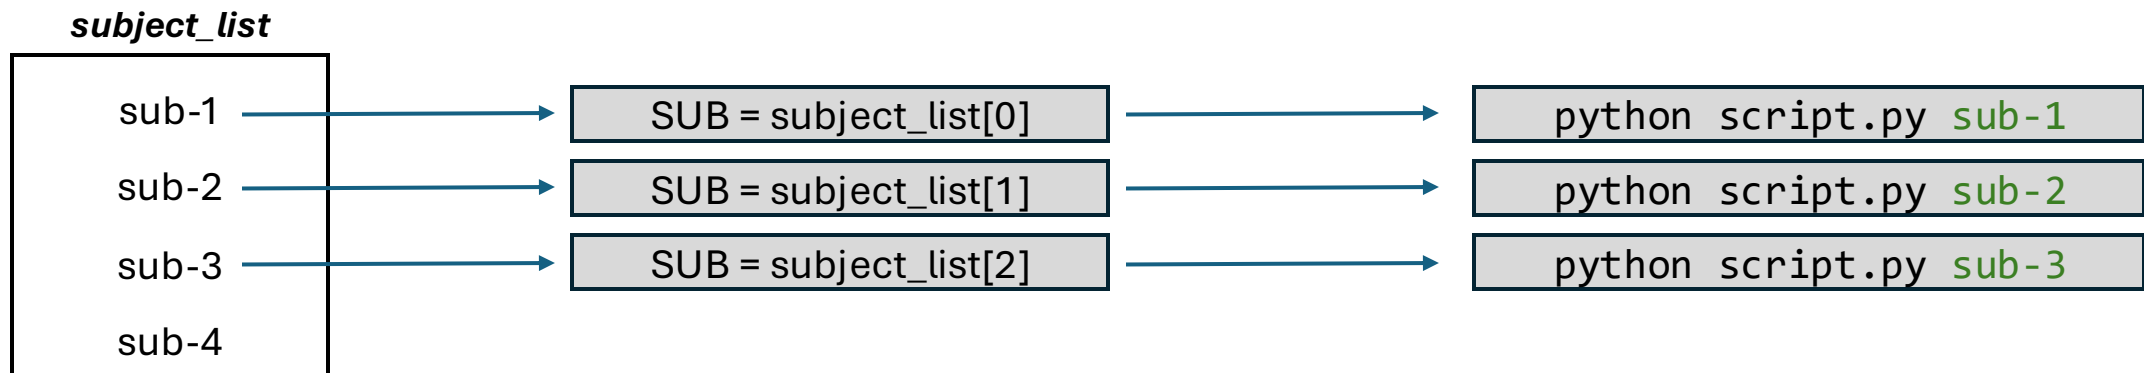 subject_list
sub-1
SUB = subject_list[0]
python script.py sub-1
sub-2
SUB = subject_list[1]
python script.py sub-2
sub-3
SUB = subject_list[2]
python script.py sub-3
sub-4